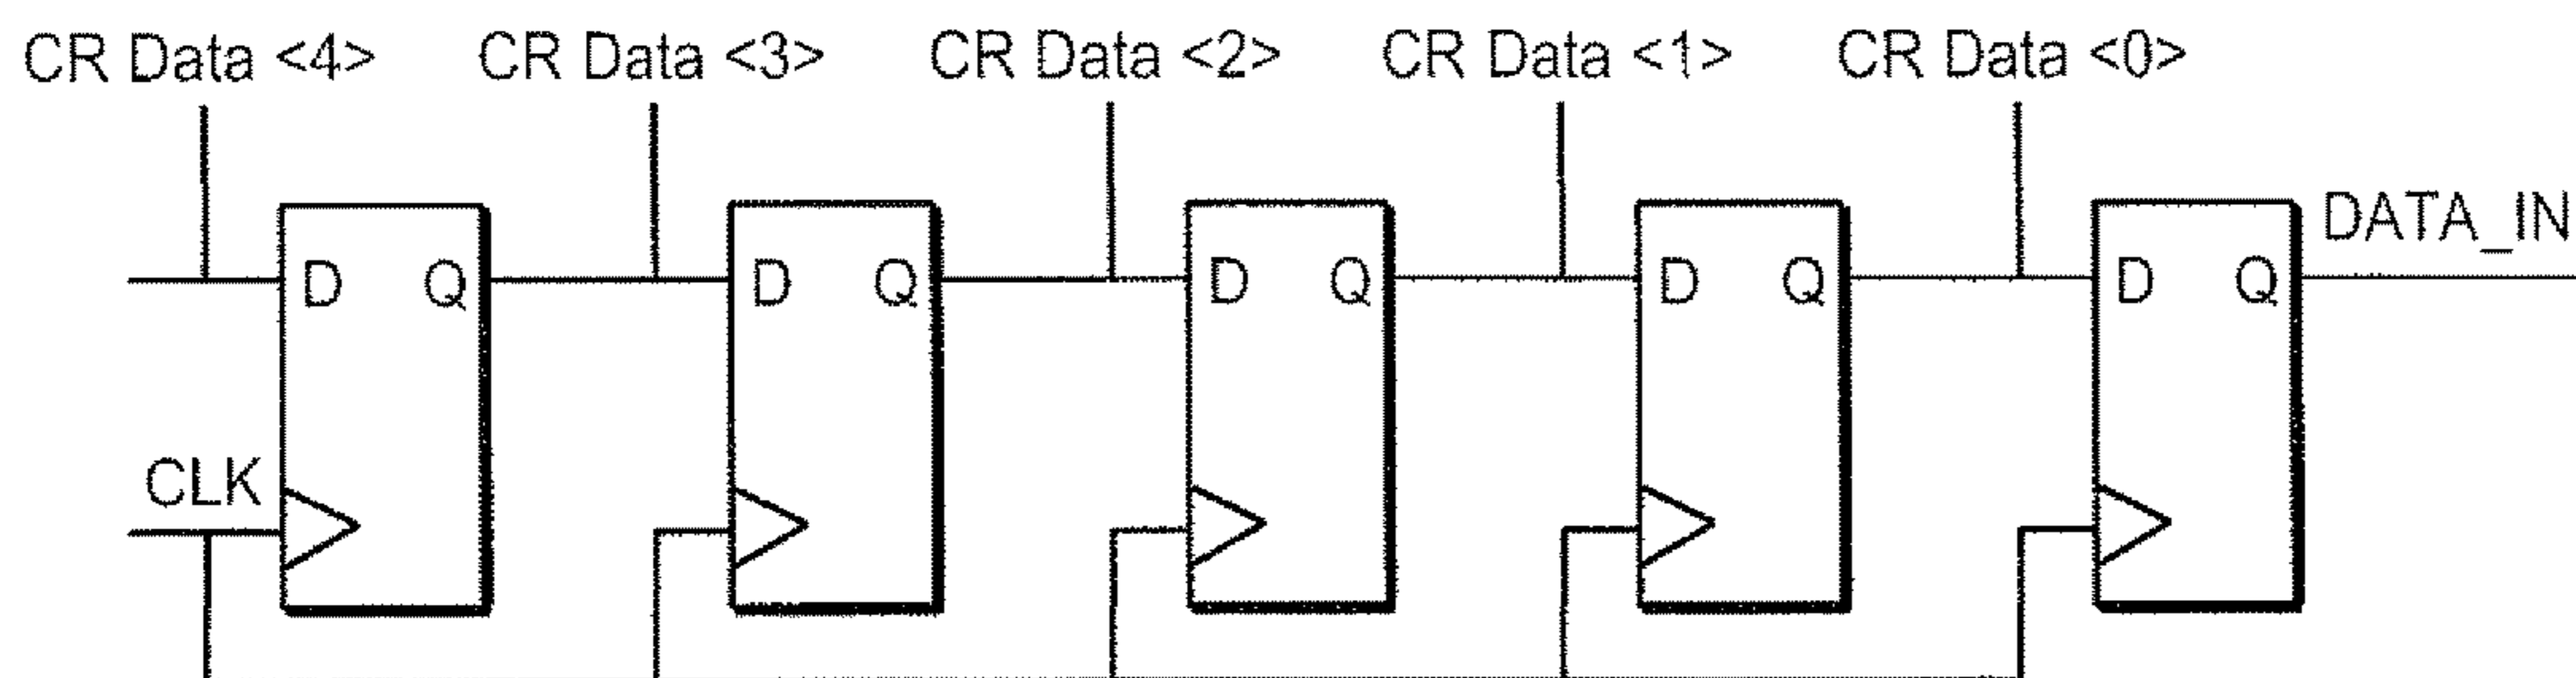 CR Data <4> CR Data <3> CR Data <2> CR Data <1> CR Data <0>
DATA_IN
D Q D Q D Q D Q D Q
CLK